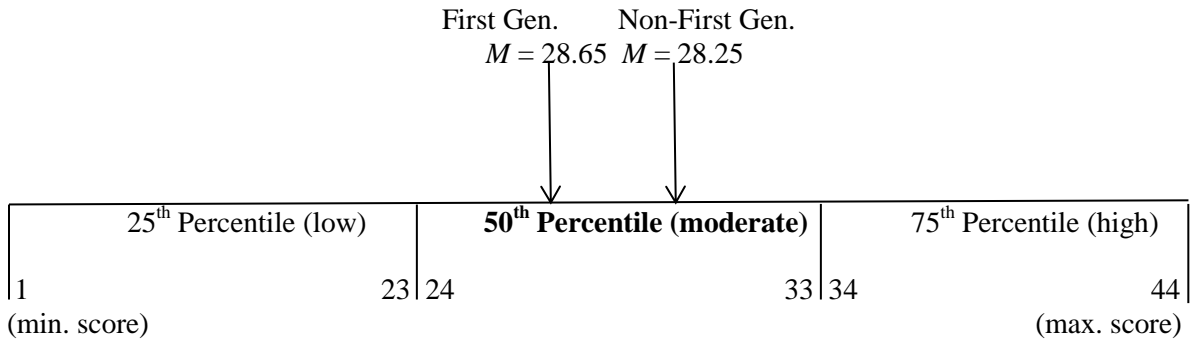 First Gen. Non-First Gen.
M = 28.65 M = 28.25
25th Percentile (low) 50th Percentile (moderate) 75th Percentile (high)
1 23 24 33 34 44
(min. score) (max. score)